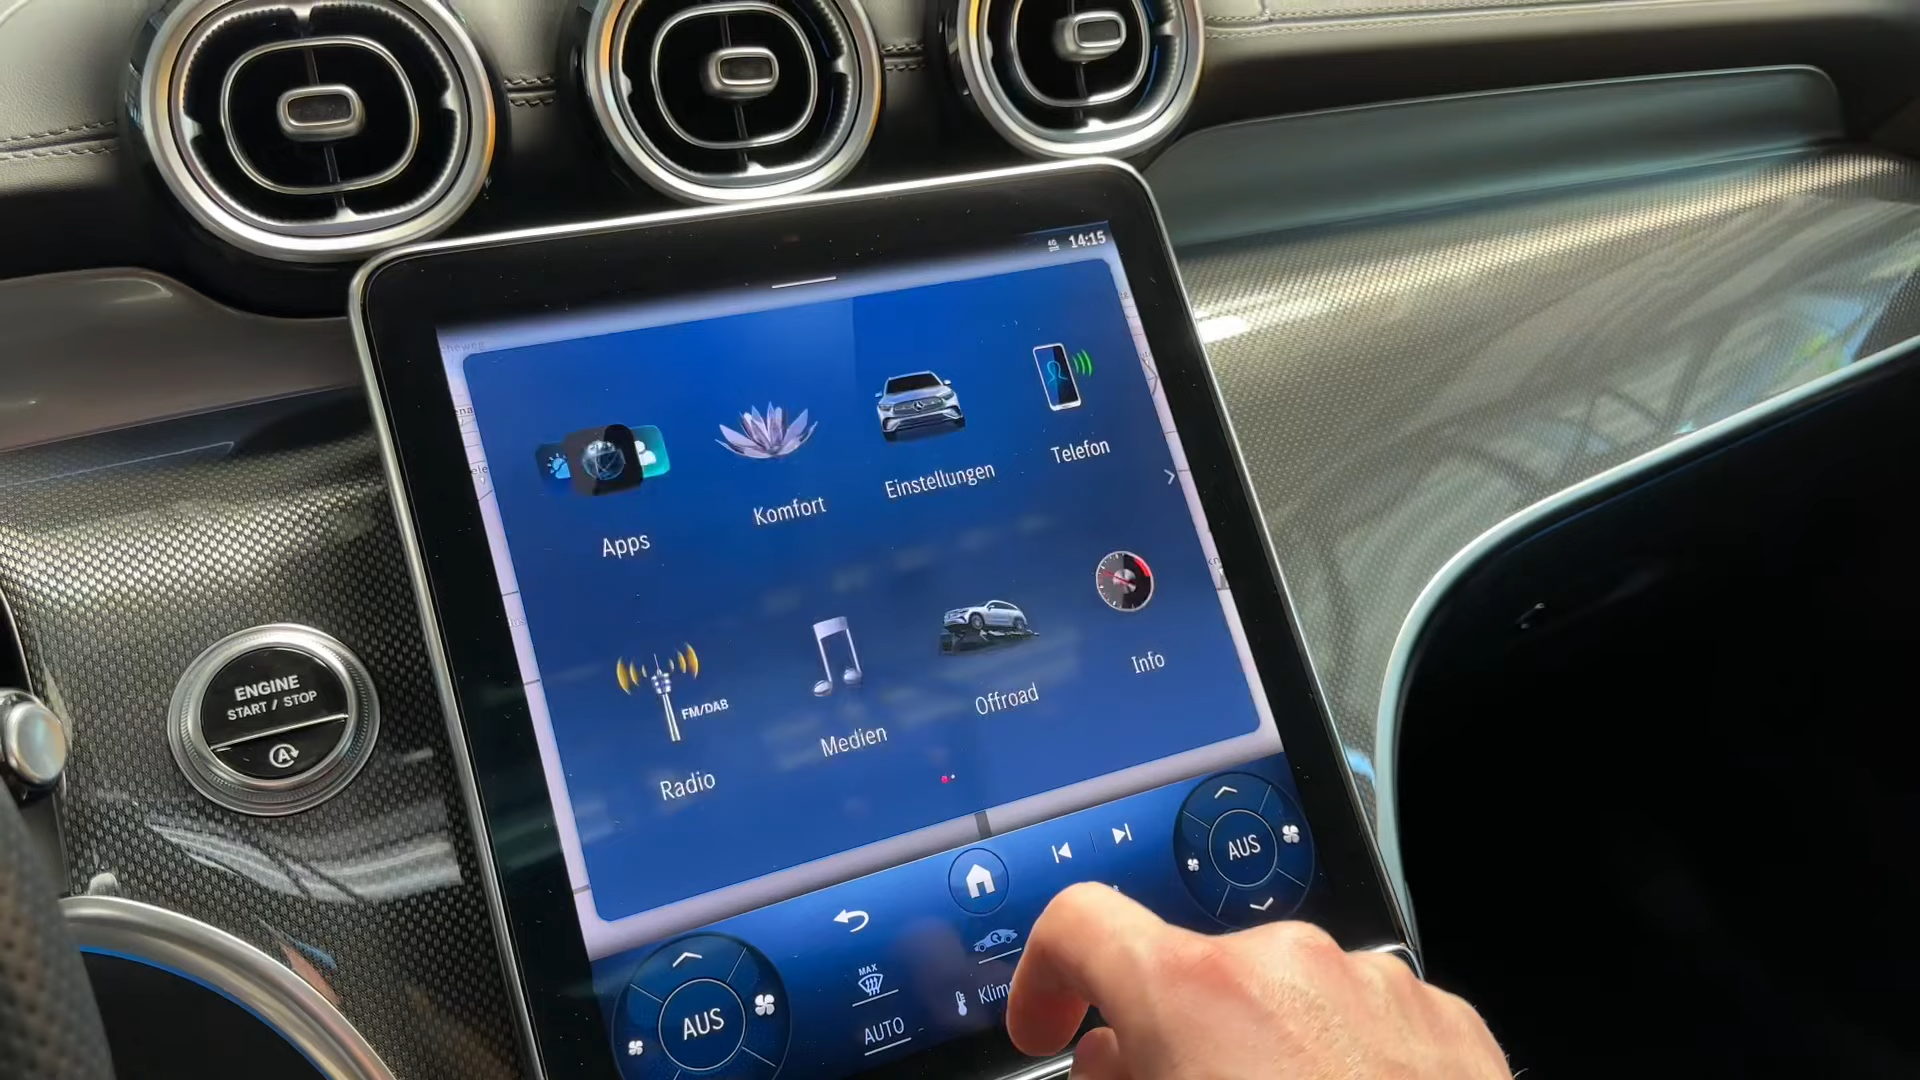 14:15
Apps
Komfort
Einstellungen
Telefon
FM/DAB
Radio
Medien
Offroad
Info
ENGINE
START / STOP
A
AUS
MAX
AUTO
AUS